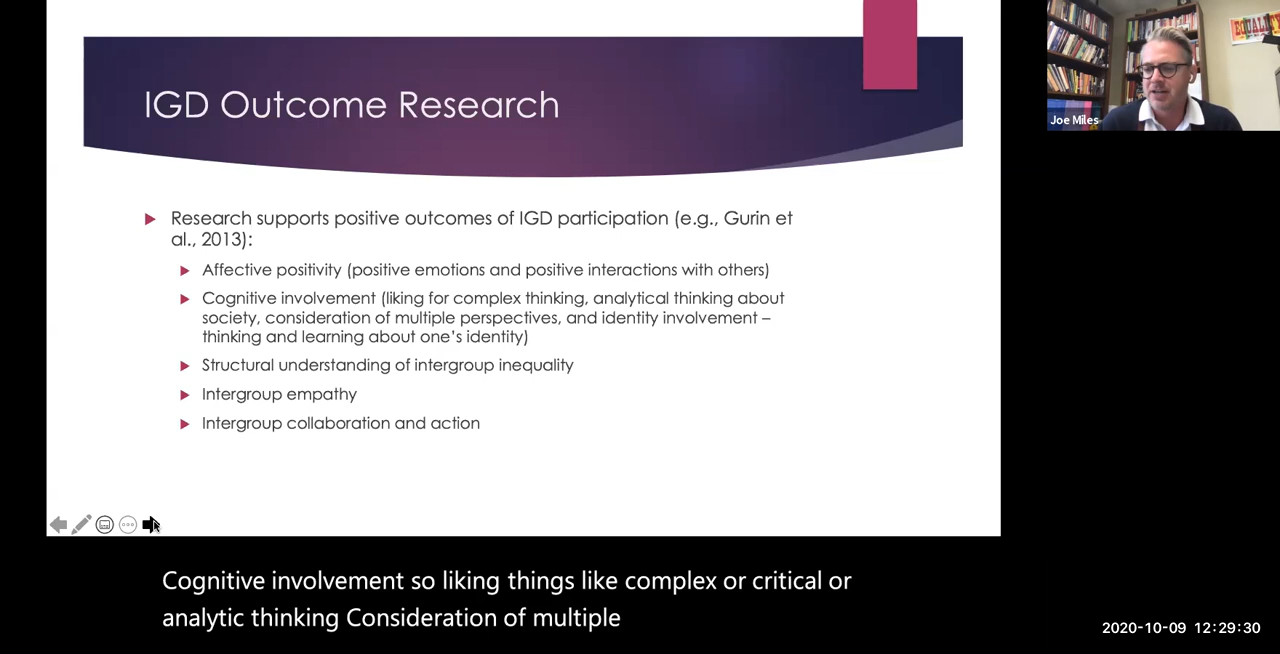 IGD Outcome Research
Research supports positive outcomes of IGD participation (e.g., Gurin et
al., 2013):
Affective positivity (positive emotions and positive interactions with others)
Cognitive involvement (liking for complex thinking, analytical thinking about
society, consideration of multiple perspectives, and identity involvement –
thinking and learning about one's identity)
Structural understanding of intergroup inequality
Intergroup empathy
Intergroup collaboration and action
EQUALITY
Joe Miles
Cognitive involvement so liking things like complex or critical or
analytic thinking Consideration of multiple
2020-10-09 12:29:30